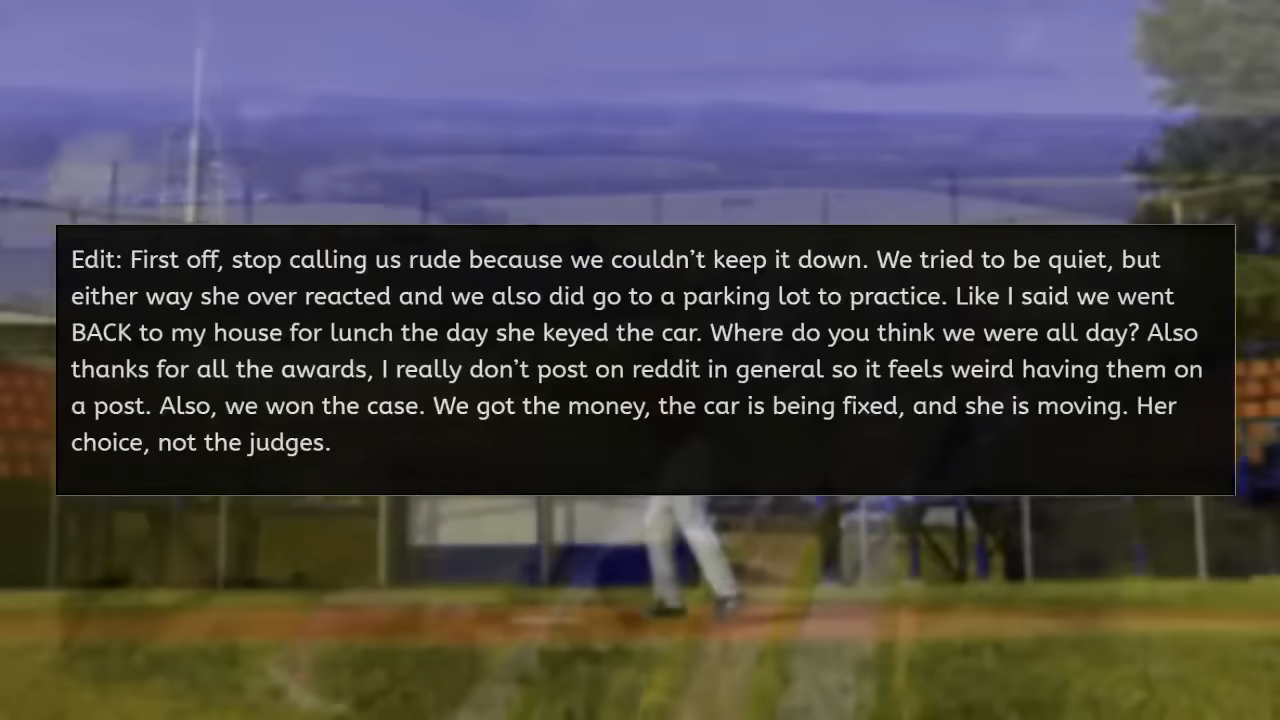 Edit: First off, stop calling us rude because we couldn’t keep it down. We tried to be quiet, but
either way she over reacted and we also did go to a parking lot to practice. Like I said we went
BACK to my house for lunch the day she keyed the car. Where do you think we were all day? Also
thanks for all the awards, I really don’t post on reddit in general so it feels weird having them on
a post. Also, we won the case. We got the money, the car is being fixed, and she is moving. Her
choice, not the judges.